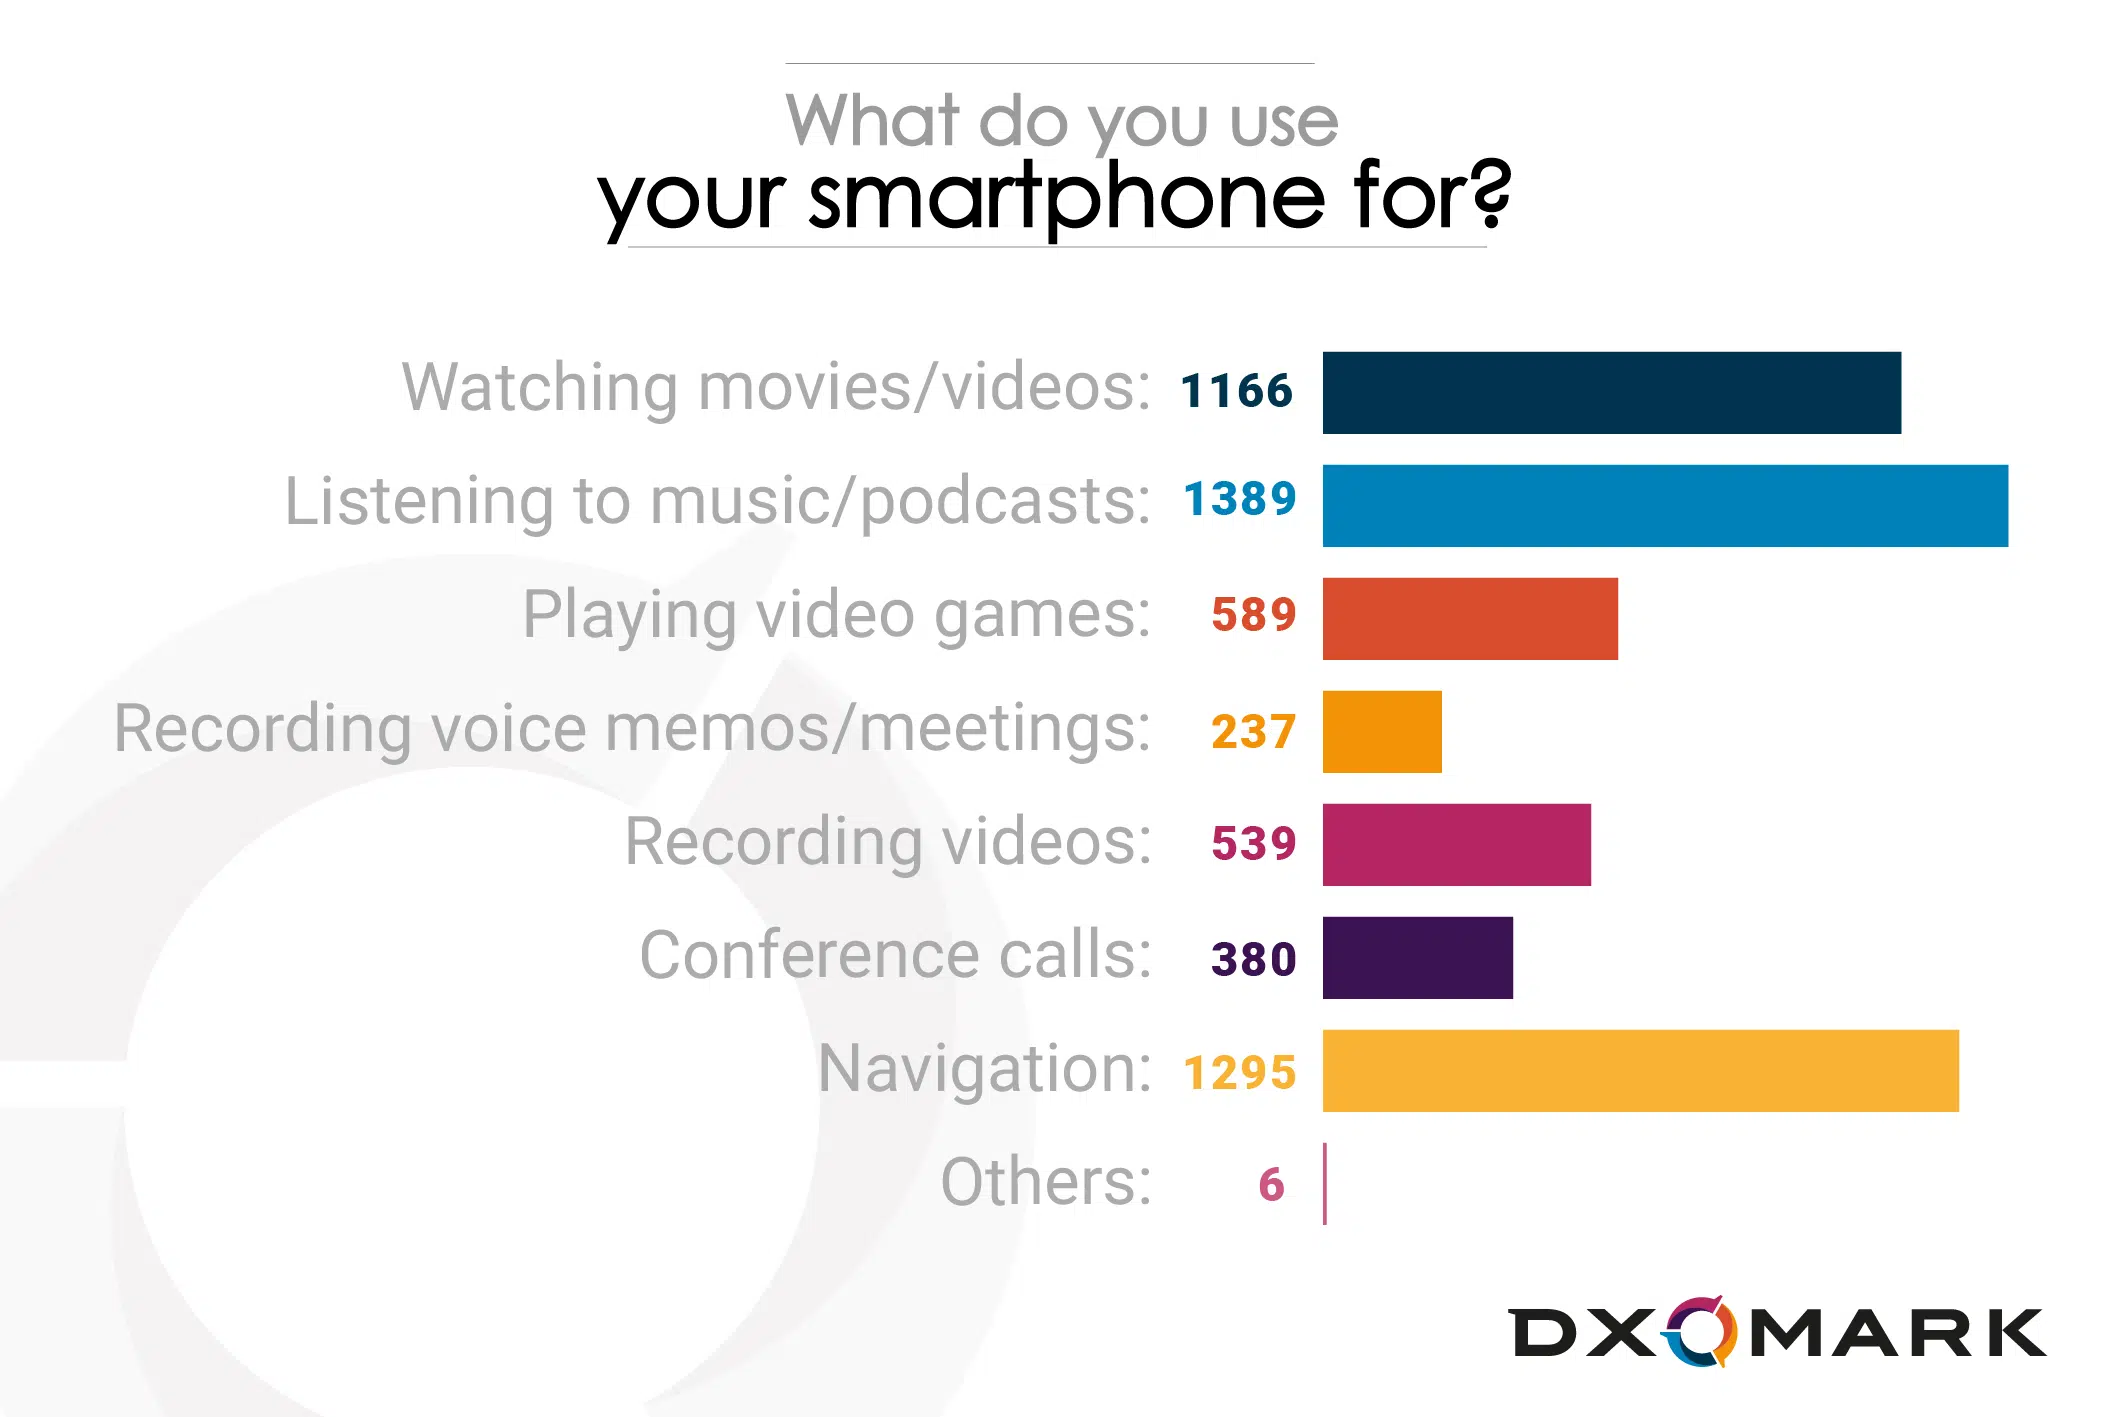 What do you use
your smartphone for?
Watching movies/videos: 1166
Listening to music/podcasts: 1389
Playing video games: 589
Recording voice memos/meetings: 237
Recording videos: 539
Conference calls: 380
Navigation: 1295
Others: 6
DXOMARK